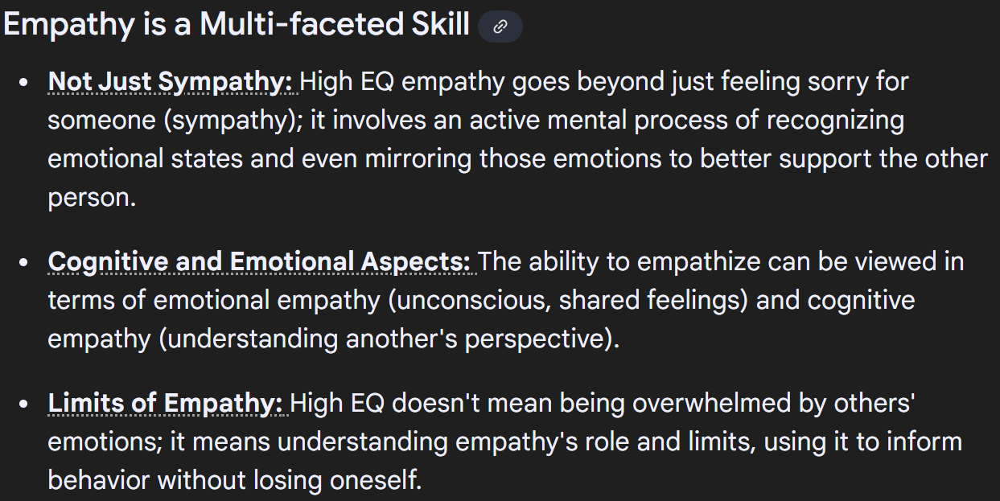 Empathy is a Multi-faceted Skill
Not Just Sympathy: High EQ empathy goes beyond just feeling sorry for
someone (sympathy); it involves an active mental process of recognizing
emotional states and even mirroring those emotions to better support the other
person.
Cognitive and Emotional Aspects: The ability to empathize can be viewed in
terms of emotional empathy (unconscious, shared feelings) and cognitive
empathy (understanding another's perspective).
Limits of Empathy: High EQ doesn't mean being overwhelmed by others'
emotions; it means understanding empathy's role and limits, using it to inform
behavior without losing oneself.